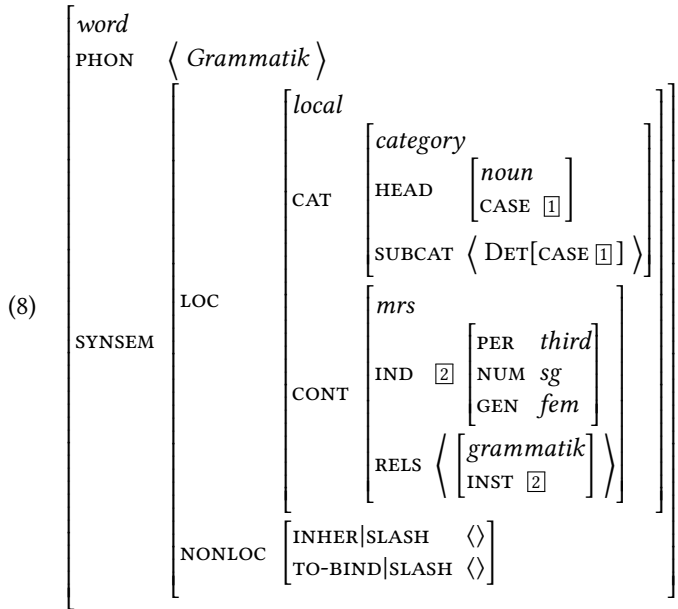 word
PHON ⟨ Grammatik ⟩
local
category
HEAD noun
CASE 1
CAT
SUBCAT ⟨ DET[CASE 1] ⟩
LOC
(8)
mrs
SYNSEM
PER third
IND 2 NUM sg
GEN fem
CONT
RELS ⟨ [grammatik
INST 2] ⟩
INHER|SLASH ⟨⟩
NONLOC
TO-BIND|SLASH ⟨⟩